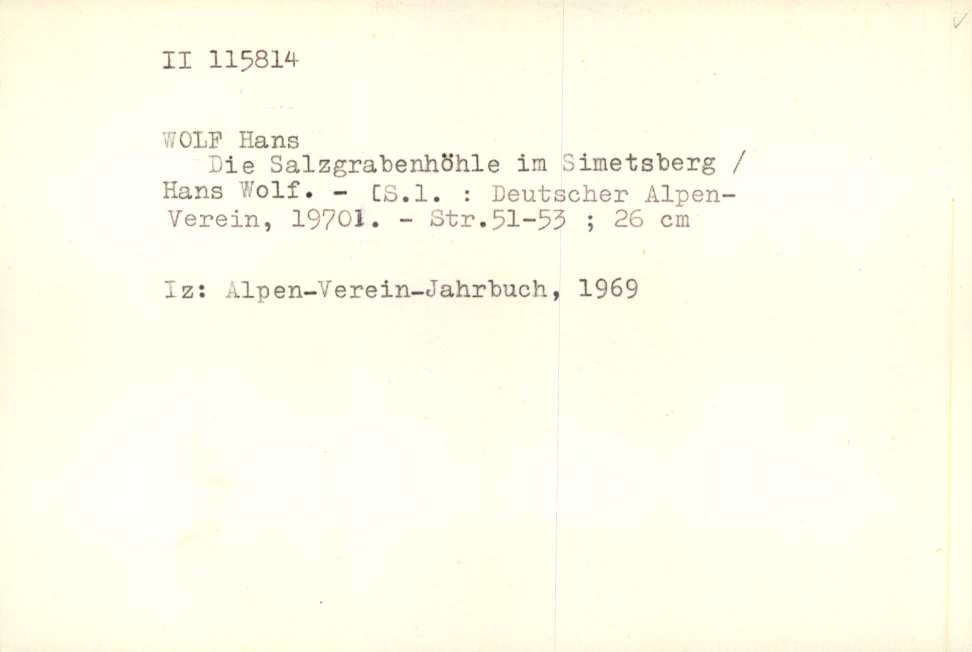 II 115814
WOLF Hans
Die Salzgrabenhöhle im Simetsberg /
Hans Wolf. - [S.l. : Deutscher Alpen-
Verein, 1970]. - Str.51-53 ; 26 cm
Iz: Alpen-Verein-Jahrbuch, 1969